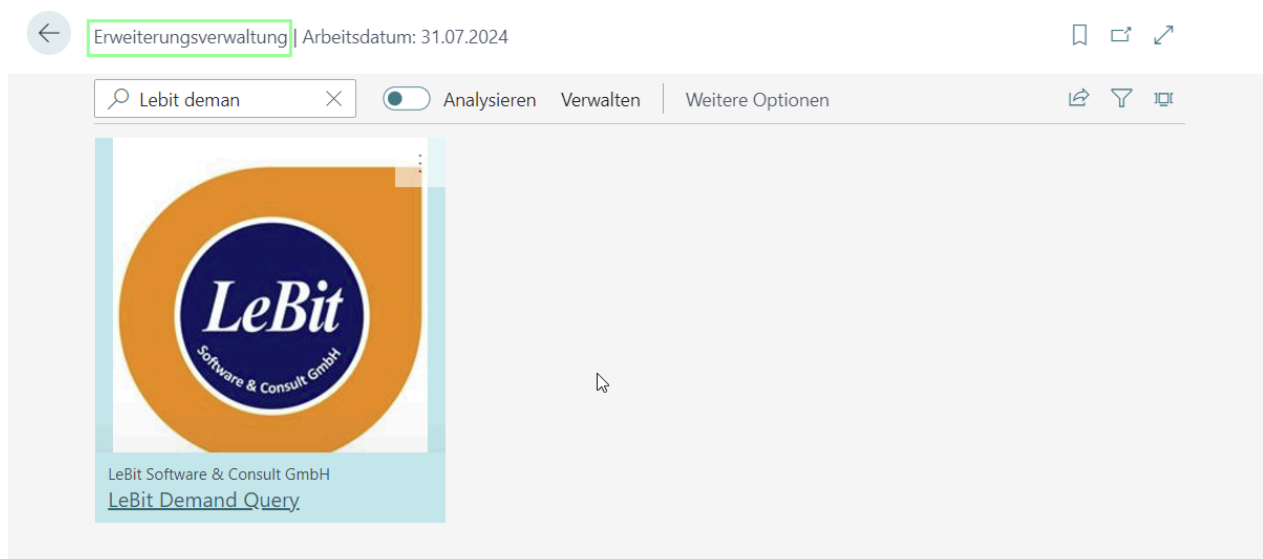 Erweiterungsverwaltung | Arbeitsdatum: 31.07.2024
Lebit deman Analysieren Verwalten Weitere Optionen
LeBit
Software & Consult GmbH
LeBit Software & Consult GmbH
LeBit Demand Query